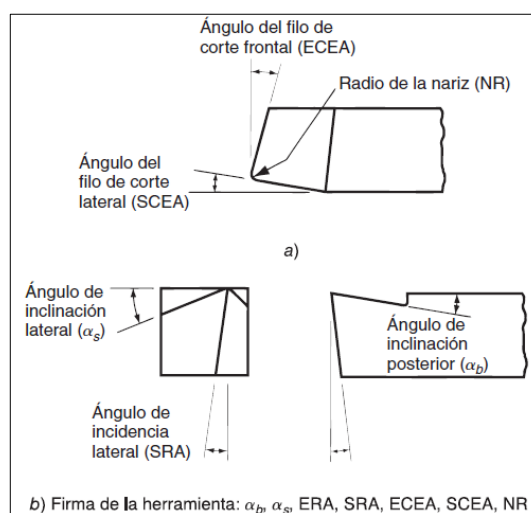 Ángulo del filo de
corte frontal (ECEA)
Radio de la nariz (NR)
Ángulo del
filo de corte
lateral (SCEA)
a)
Ángulo de
inclinación
lateral (αs)
Ángulo de
inclinación
posterior (αb)
Ángulo de
incidencia
lateral (SRA)
b) Firma de la herramienta: αb, αs, ERA, SRA, ECEA, SCEA, NR